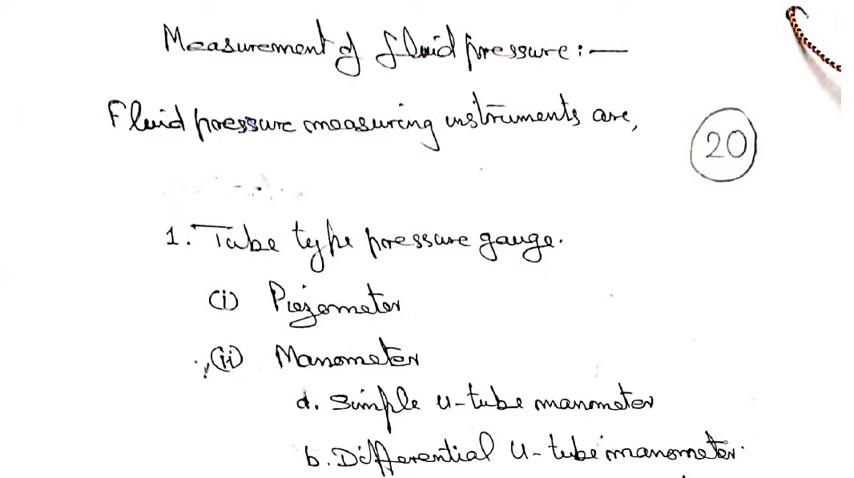 Measurement of fluid pressure:—
Fluid pressure measuring instruments are,
20
1. Tube type pressure gauge.
(i) Piezometer
(ii) Manometer
a. Simple U-tube manometer
b. Differential U-tube manometer.